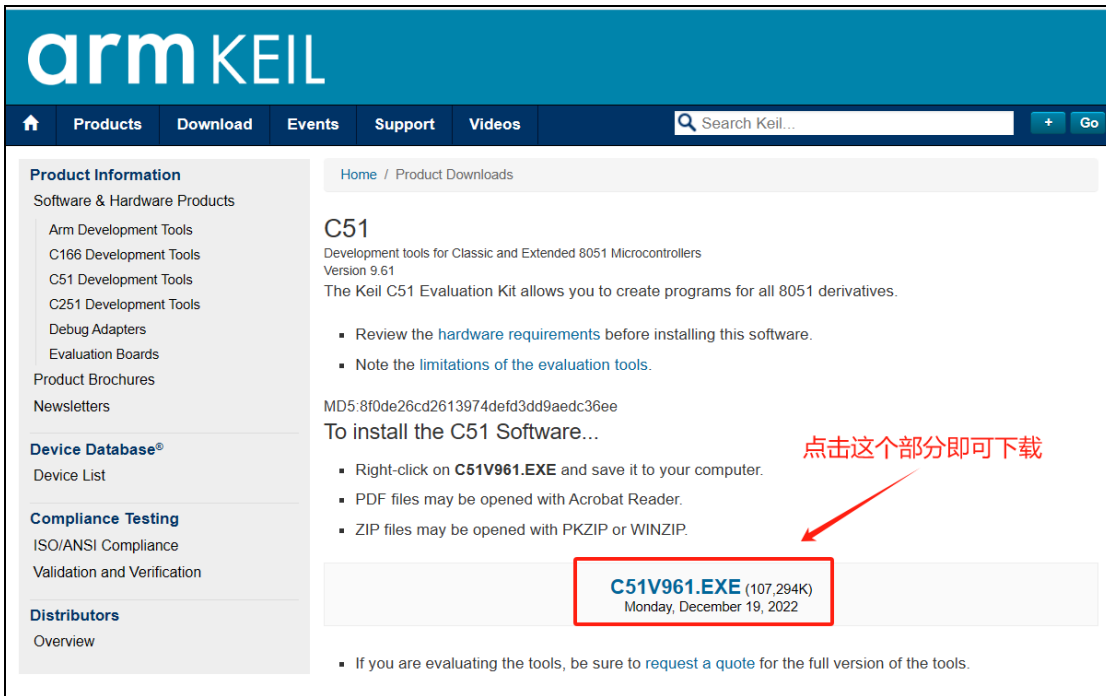 arm KEIL
Products Download Events Support Videos Search Keil... + Go
Product Information
Software & Hardware Products
Arm Development Tools
C166 Development Tools
C51 Development Tools
C251 Development Tools
Debug Adapters
Evaluation Boards
Product Brochures
Newsletters
Device Database®
Device List
Compliance Testing
ISO/ANSI Compliance
Validation and Verification
Distributors
Overview
Home / Product Downloads
C51
Development tools for Classic and Extended 8051 Microcontrollers
Version 9.61
The Keil C51 Evaluation Kit allows you to create programs for all 8051 derivatives.
Review the hardware requirements before installing this software.
Note the limitations of the evaluation tools.
MD5:8f0de26cd2613974defd3dd9aedc36ee
To install the C51 Software...
点击这个部分即可下载
Right-click on C51V961.EXE and save it to your computer.
PDF files may be opened with Acrobat Reader.
ZIP files may be opened with PKZIP or WINZIP.
C51V961.EXE (107,294K)
Monday, December 19, 2022
If you are evaluating the tools, be sure to request a quote for the full version of the tools.